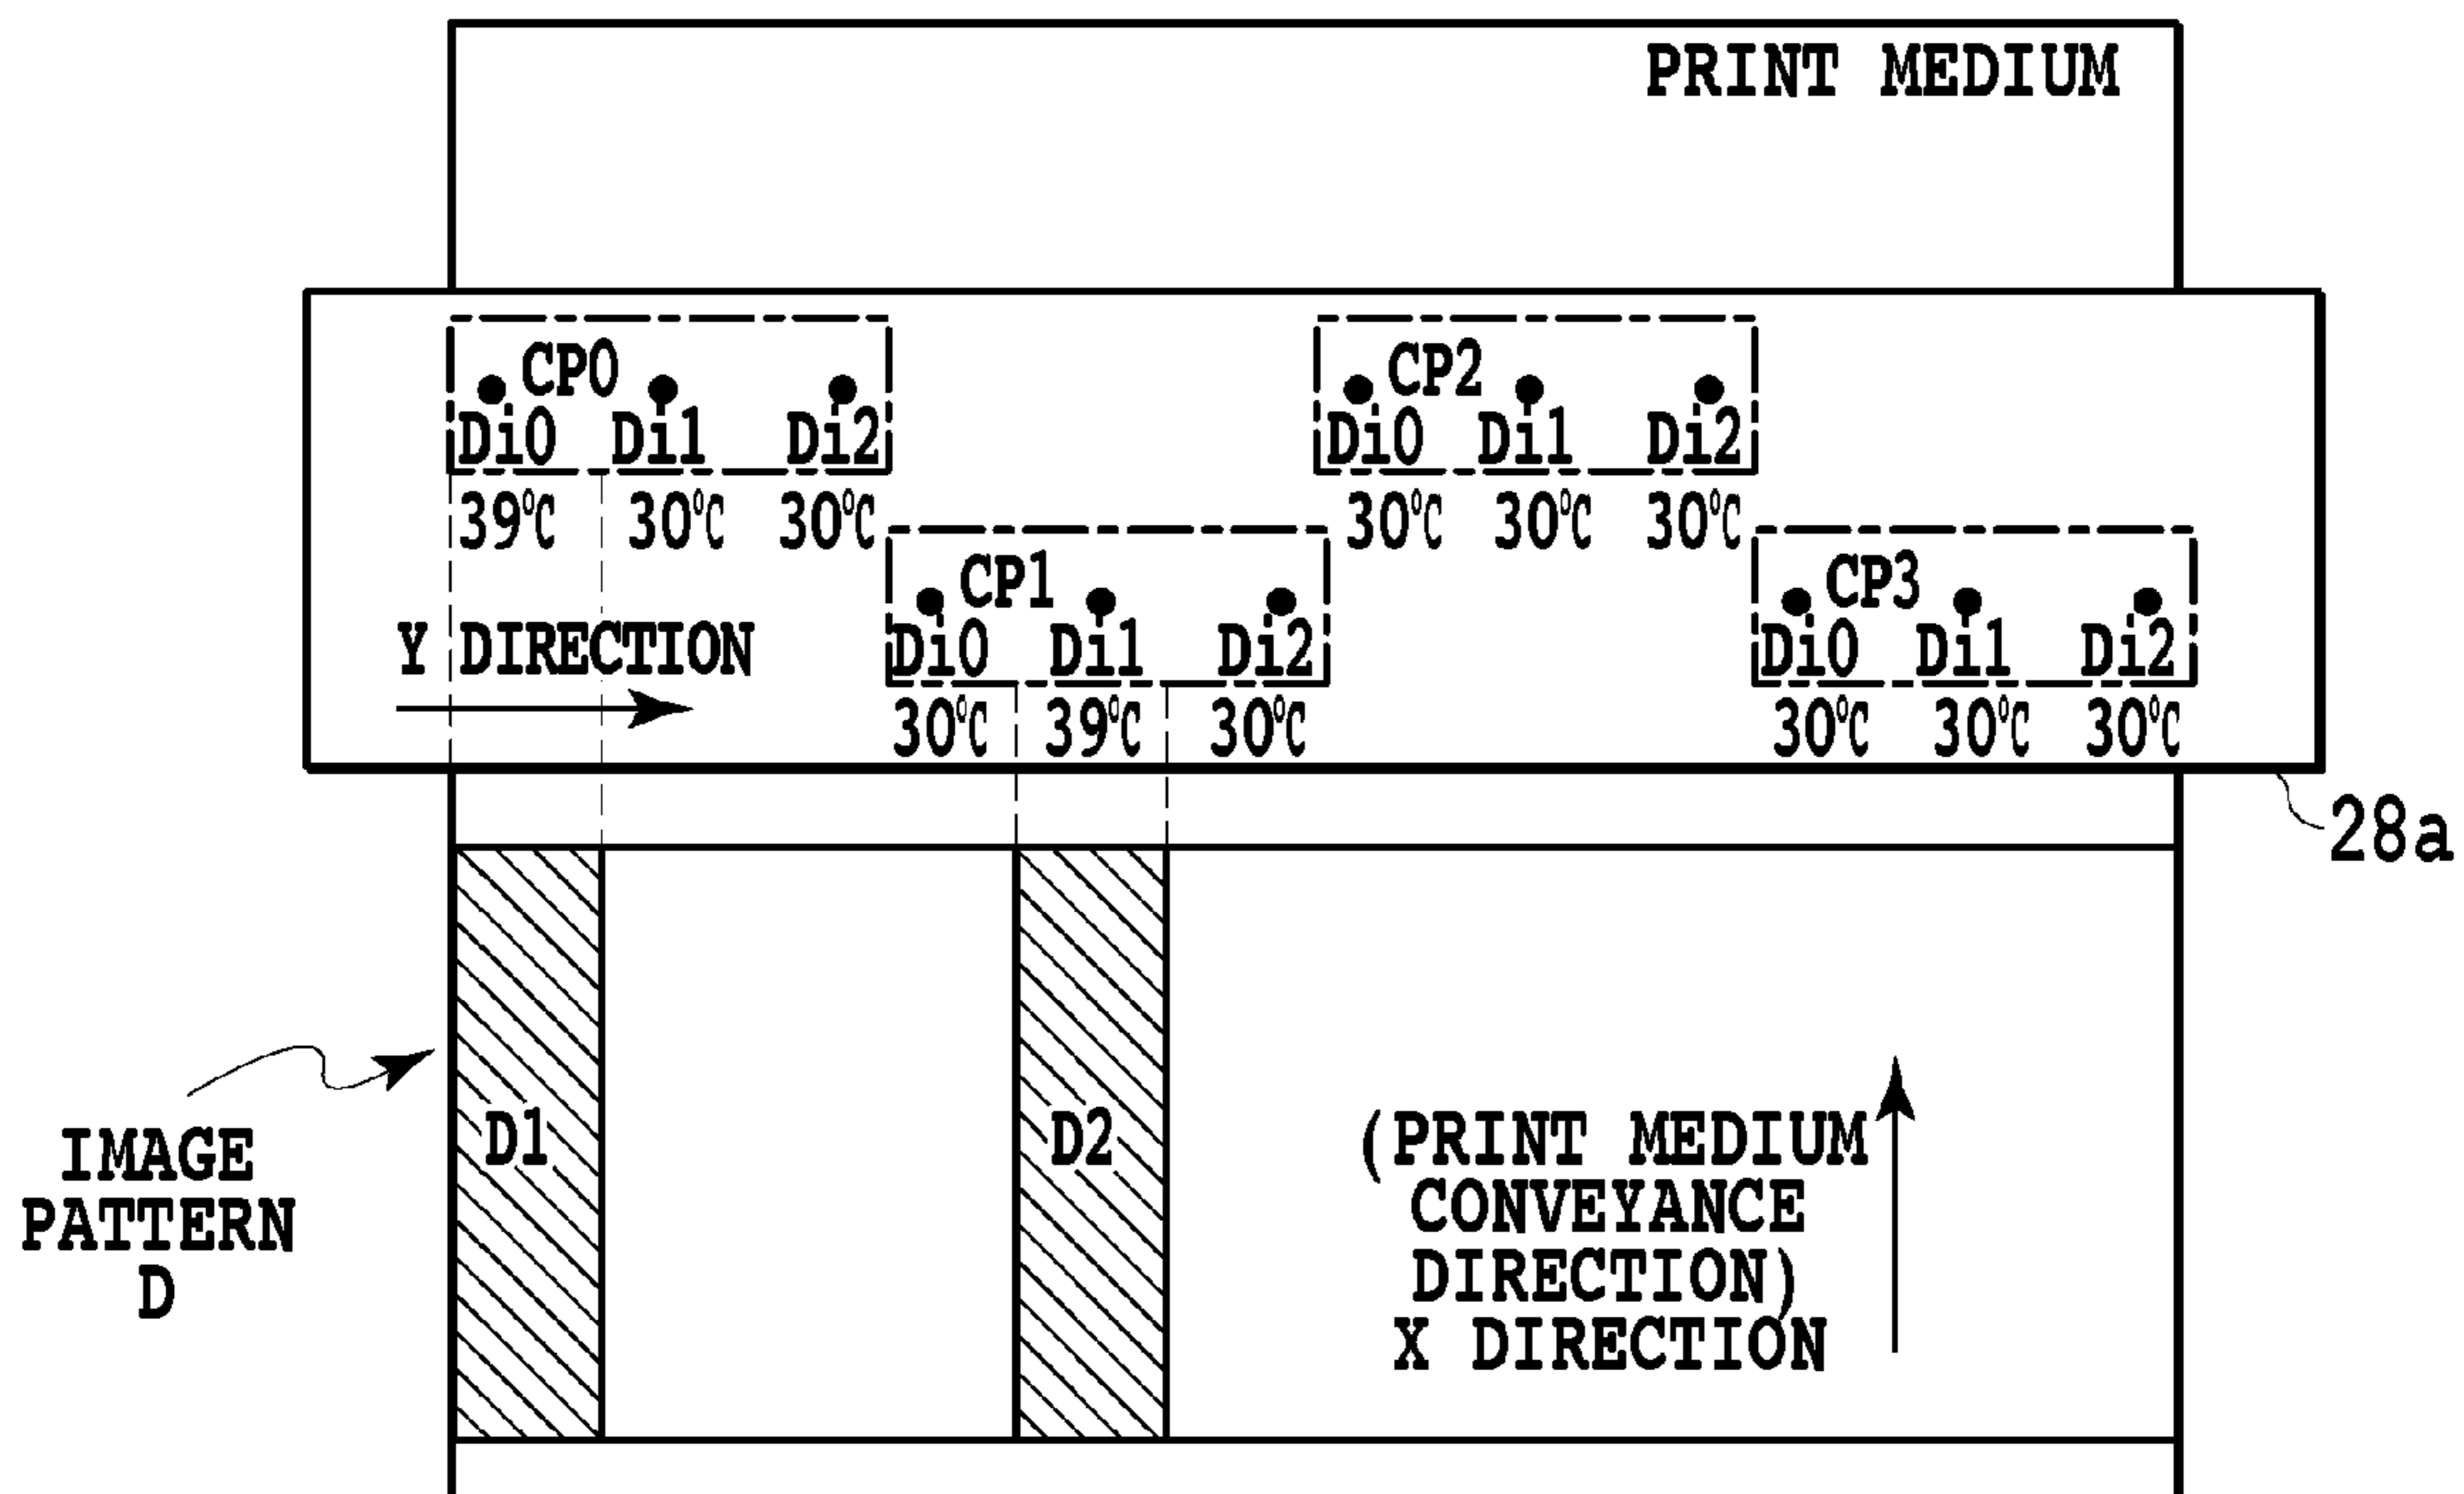 PRINT MEDIUM
CP0
CP2
Di0 Di1 Di2
Di0 Di1 Di2
39℃ 30℃ 30℃
30℃ 30℃ 30℃
CP1
CP3
Y DIRECTION
Di0 Di1 Di2
Di0 Di1 Di2
30℃ 39℃ 30℃
30℃ 30℃ 30℃
28a
IMAGE
PATTERN
D
D1
D2
(PRINT MEDIUM
CONVEYANCE
DIRECTION)
X DIRECTION